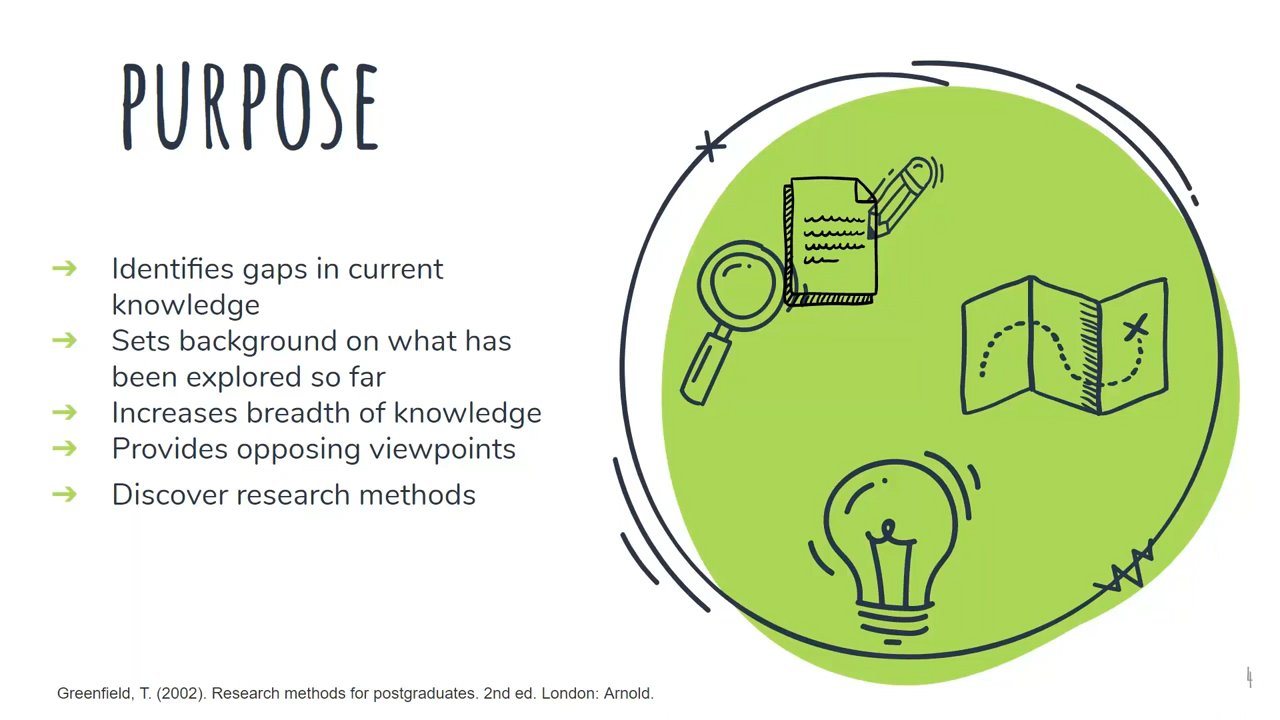 PURPOSE
➔ Identifies gaps in current
knowledge
➔ Sets background on what has
been explored so far
➔ Increases breadth of knowledge
➔ Provides opposing viewpoints
➔ Discover research methods
Greenfield, T. (2002). Research methods for postgraduates. 2nd ed. London: Arnold.
4